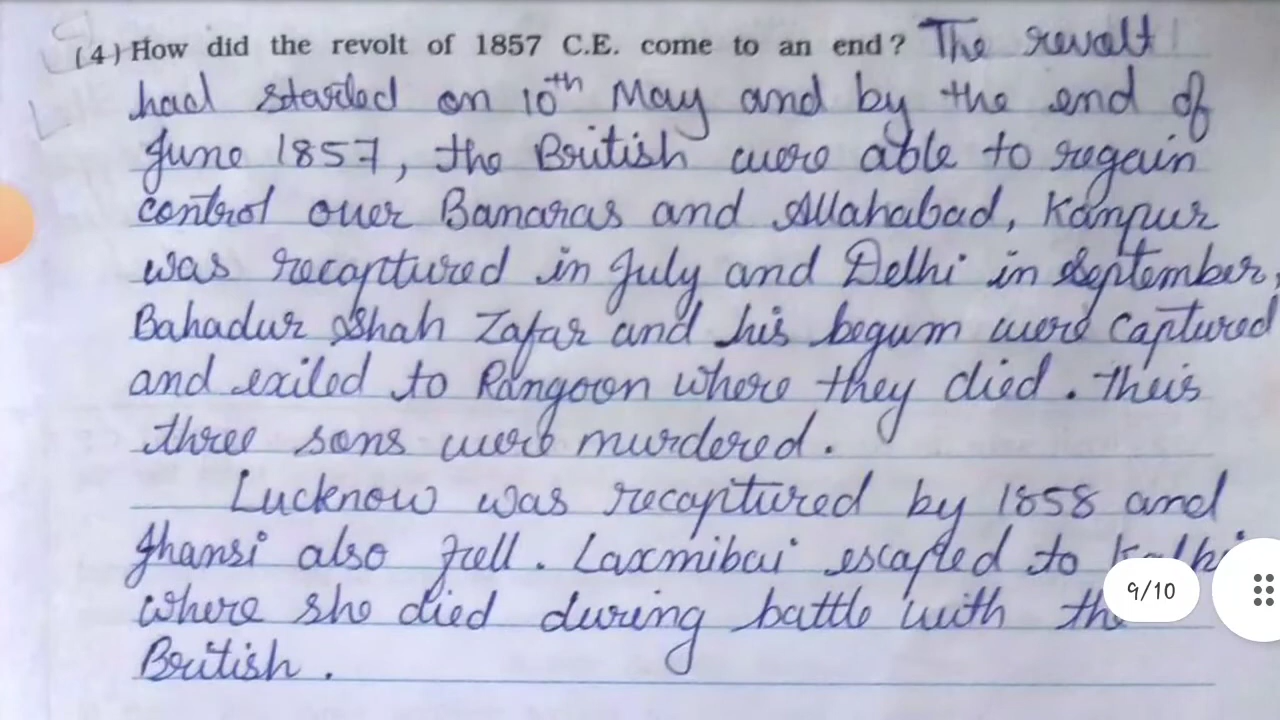 (4) How did the revolt of 1857 C.E. come to an end? The revolt
had started on 10th May and by the end of
June 1857, the British were able to regain
control over Banaras and Allahabad, Kanpur
was recaptured in July and Delhi in September,
Bahadur Shah Zafar and his begum were captured
and exiled to Rangoon where they died. Their
three sons were murdered.
Lucknow was recaptured by 1858 and
Jhansi also fell. Laxmibai escaped to
where she died during battle with the
British.
9/10